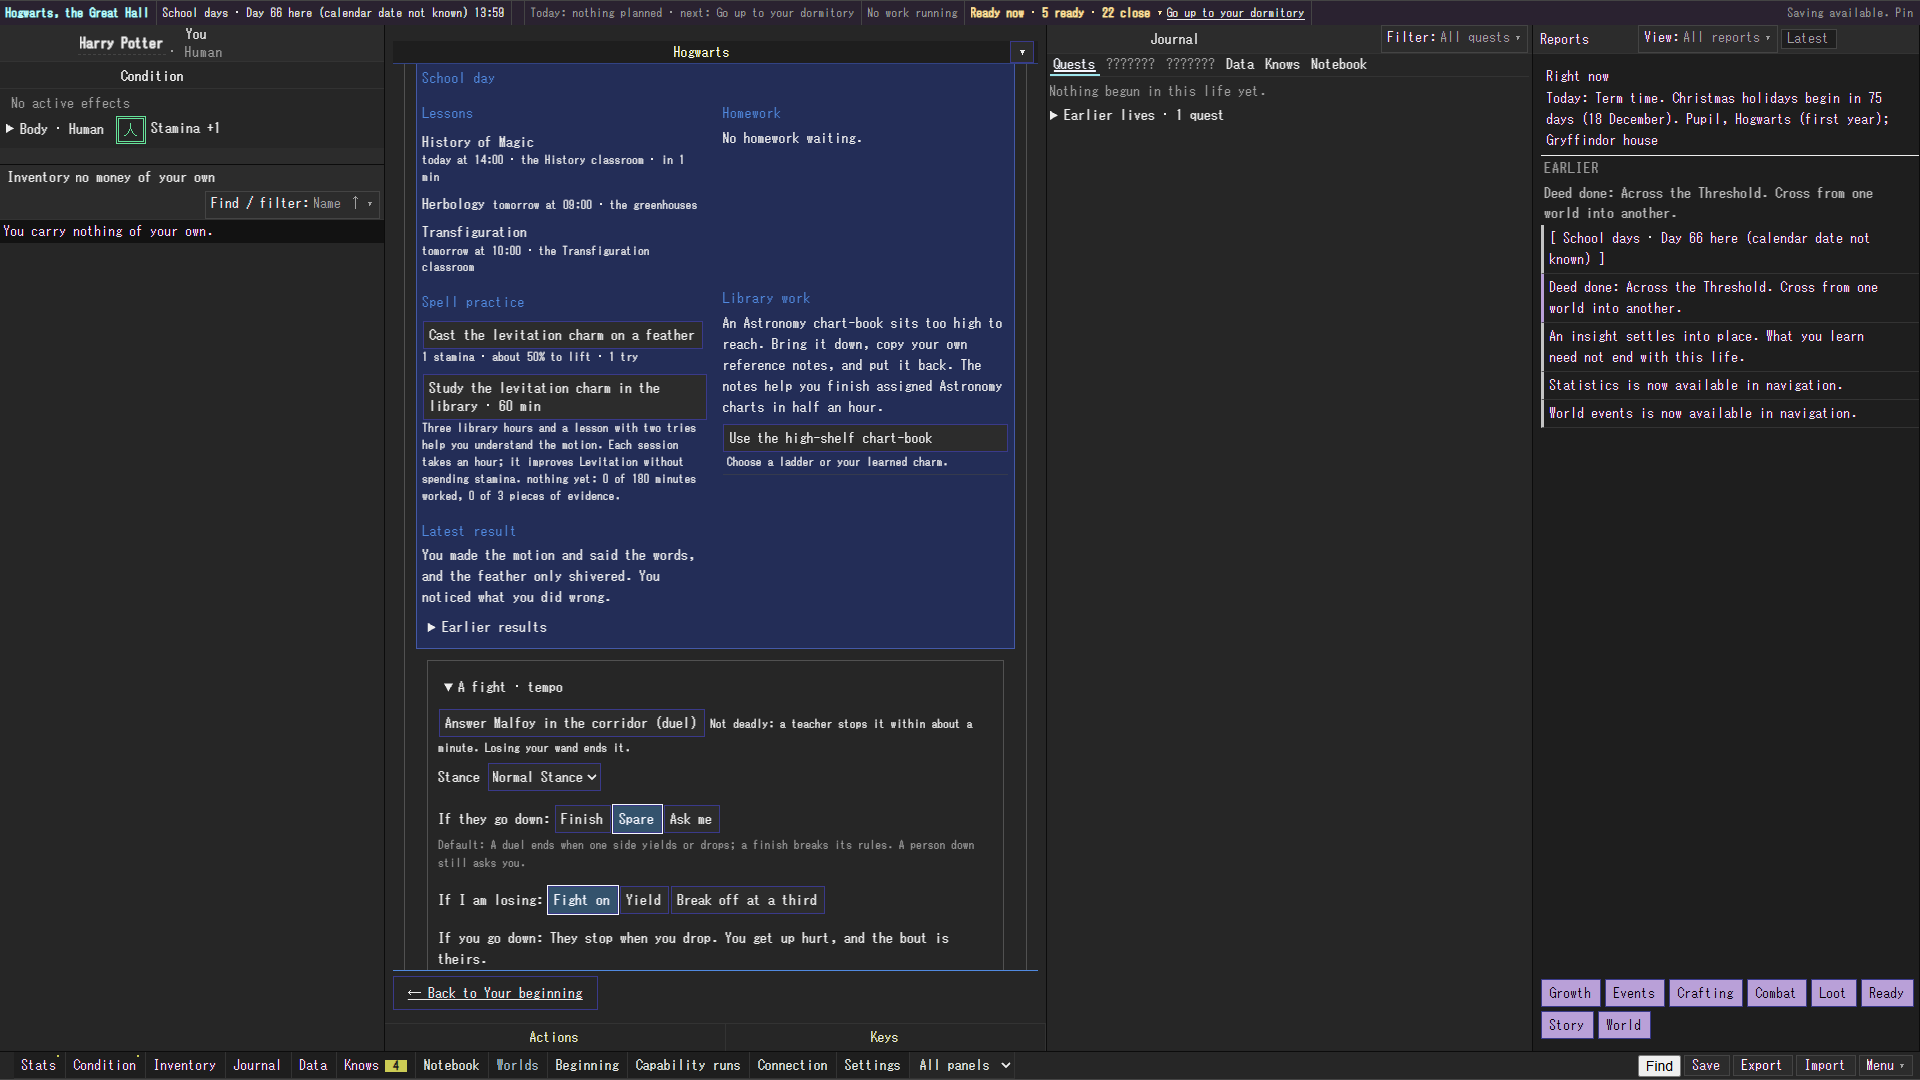 Hogwarts, the Great Hall School days · Day 66 here (calendar date not known) 13:59 Today: nothing planned · next: Go up to your dormitory No work running Ready now · 5 ready · 22 close ▾ Go up to your dormitory Saving available. Pin
Harry Potter · You
Human
Condition
No active effects
▶ Body · Human 人 Stamina +1
Inventory no money of your own
Find / filter: Name ↑ ▾
You carry nothing of your own.
Hogwarts ▾
School day
Lessons
History of Magic
today at 14:00 · the History classroom · in 1
min
Herbology tomorrow at 09:00 · the greenhouses
Transfiguration
tomorrow at 10:00 · the Transfiguration
classroom
Homework
No homework waiting.
Spell practice
Cast the levitation charm on a feather
1 stamina · about 50% to lift · 1 try
Study the levitation charm in the
library · 60 min
Three library hours and a lesson with two tries
help you understand the motion. Each session
takes an hour; it improves Levitation without
spending stamina. nothing yet: 0 of 180 minutes
worked, 0 of 3 pieces of evidence.
Library work
An Astronomy chart-book sits too high to
reach. Bring it down, copy your own
reference notes, and put it back. The
notes help you finish assigned Astronomy
charts in half an hour.
Use the high-shelf chart-book
Choose a ladder or your learned charm.
Latest result
You made the motion and said the words,
and the feather only shivered. You
noticed what you did wrong.
▶ Earlier results
▼ A fight · tempo
Answer Malfoy in the corridor (duel) Not deadly: a teacher stops it within about a
minute. Losing your wand ends it.
Stance Normal Stance
If they go down: Finish Spare Ask me
Default: A duel ends when one side yields or drops; a finish breaks its rules. A person down
still asks you.
If I am losing: Fight on Yield Break off at a third
If you go down: They stop when you drop. You get up hurt, and the bout is
theirs.
← Back to Your beginning
Actions Keys
Journal Filter: All quests ▾
Quests ??????? ??????? Data Knows Notebook
Nothing begun in this life yet.
▶ Earlier lives · 1 quest
Reports View: All reports ▾ Latest
Right now
Today: Term time. Christmas holidays begin in 75
days (18 December). Pupil, Hogwarts (first year);
Gryffindor house
EARLIER
Deed done: Across the Threshold. Cross from one
world into another.
[ School days · Day 66 here (calendar date not
known) ]
Deed done: Across the Threshold. Cross from one
world into another.
An insight settles into place. What you learn
need not end with this life.
Statistics is now available in navigation.
World events is now available in navigation.
Growth Events Crafting Combat Loot Ready
Story World
Stats Condition Inventory Journal Data Knows 4 Notebook Worlds Beginning Capability runs Connection Settings All panels Find Save Export Import Menu ▾